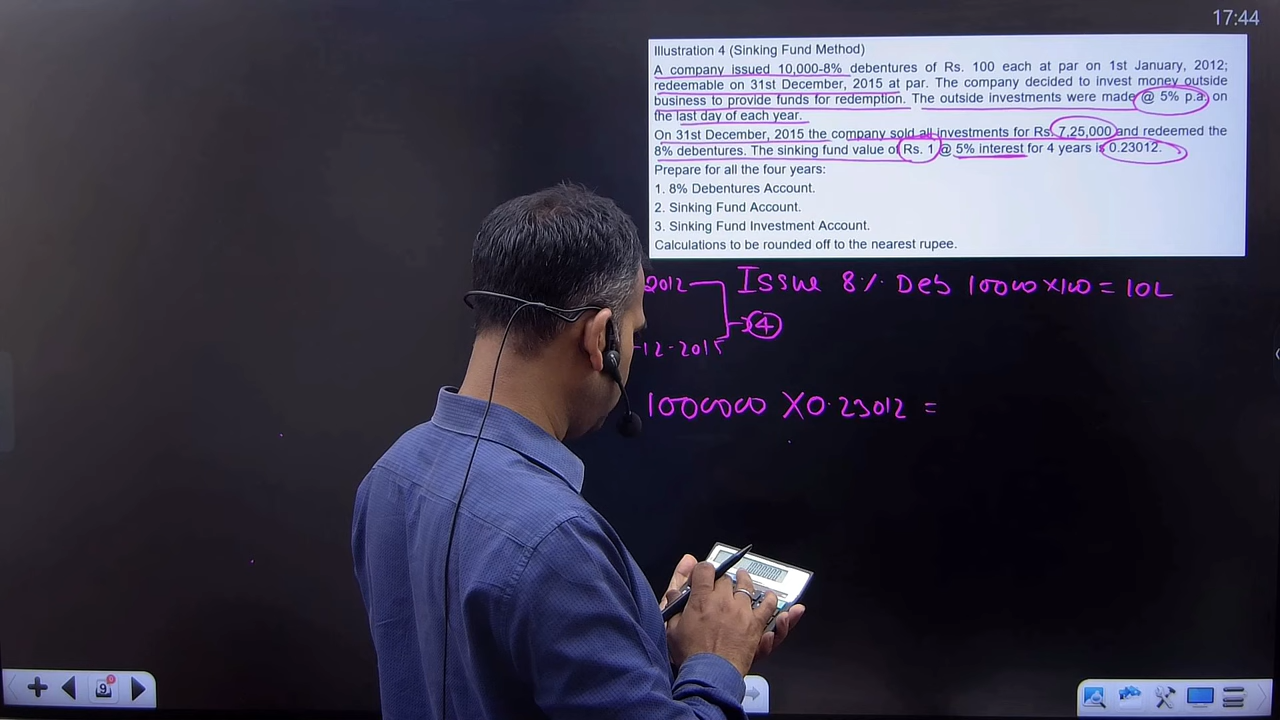 17:44
Illustration 4 (Sinking Fund Method)
A company issued 10,000-8% debentures of Rs. 100 each at par on 1st January, 2012;
redeemable on 31st December, 2015 at par. The company decided to invest money outside
business to provide funds for redemption. The outside investments were made @ 5% p.a. on
the last day of each year.
On 31st December, 2015 the company sold all investments for Rs. 7,25,000 and redeemed the
8% debentures. The sinking fund value of Rs. 1 @ 5% interest for 4 years is 0.23012.
Prepare for all the four years:
1. 8% Debentures Account.
2. Sinking Fund Account.
3. Sinking Fund Investment Account.
Calculations to be rounded off to the nearest rupee.
2012 Issue 8% Deb 10000×100 = 10L
4
-12-2015
1000000 × 0.23012 =
9